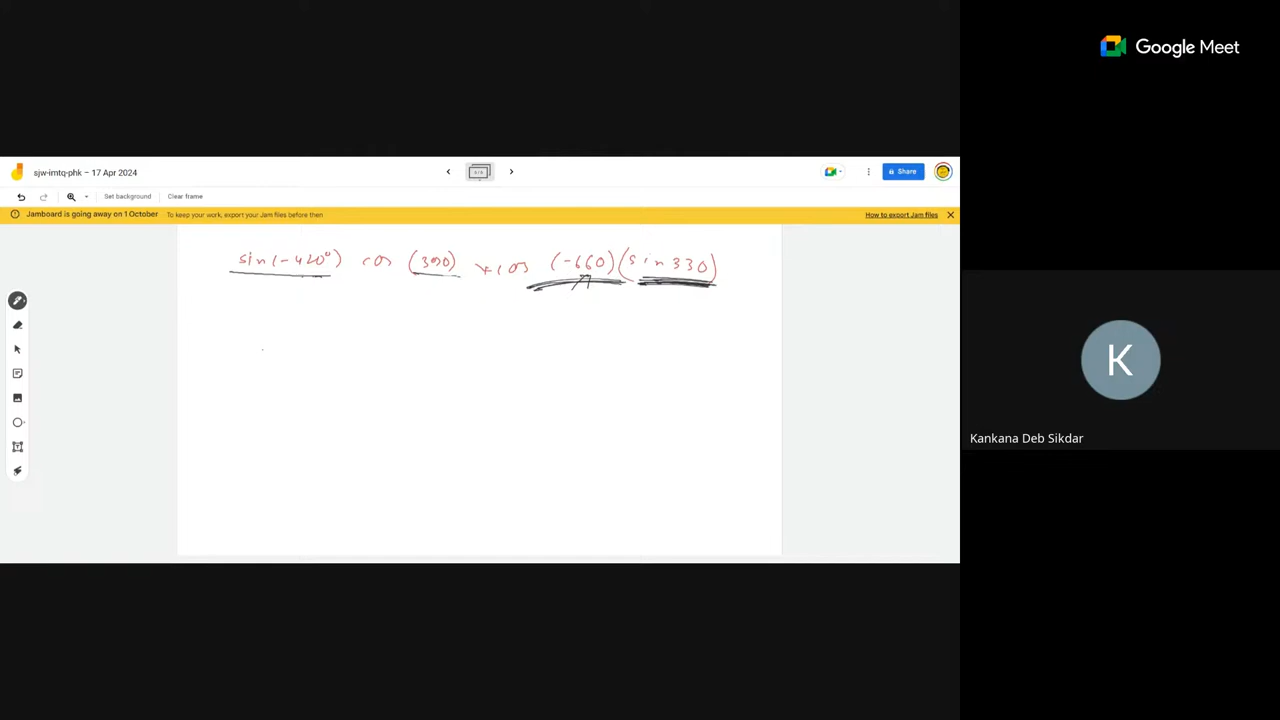 Google Meet
sjw-imtq-phk - 17 Apr 2024
Share
Set background
Clear frame
Jamboard is going away on 1 October To keep your work, export your Jam files before then
How to export Jam files
sin(-420°) cos (390) + cos (-660)(sin 330)
K
Kankana Deb Sikdar